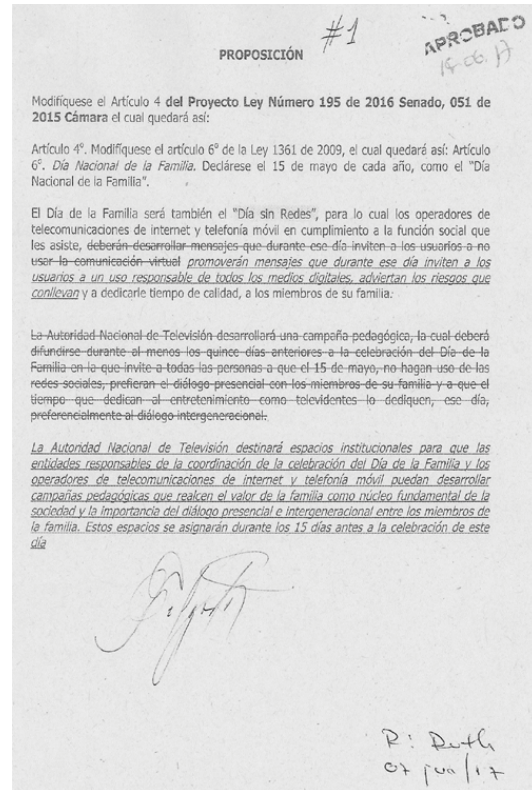 #1
APROBADO
PROPOSICIÓN
Modifíquese el Artículo 4 del Proyecto Ley Número 195 de 2016 Senado, 051 de
2015 Cámara el cual quedará así:
Artículo 4°. Modifíquese el artículo 6° de la Ley 1361 de 2009, el cual quedará así: Artículo
6°. Día Nacional de la Familia. Declárese el 15 de mayo de cada año, como el "Día
Nacional de la Familia".
El Día de la Familia será también el "Día sin Redes", para lo cual los operadores de
telecomunicaciones de internet y telefonía móvil en cumplimiento a la función social que
les asiste, deberán desarrollar mensajes que durante ese día inviten a los usuarios a no
usar la comunicación virtual promoverán mensajes que durante ese día inviten a los
usuarios a un uso responsable de todos los medios digitales, adviertan los riesgos que
conllevan y a dedicarle tiempo de calidad, a los miembros de su familia.
La Autoridad Nacional de Televisión desarrollará una campaña pedagógica, la cual deberá
difundirse durante al menos los quince días anteriores a la celebración del Día de la
Familia en la que invite a todas las personas a que el 15 de mayo, no hagan uso de las
redes sociales, prefieran el diálogo presencial con los miembros de su familia y a que el
tiempo que dedican al entretenimiento como televidentes lo dediquen, ese día,
preferencialmente al diálogo intergeneracional.
La Autoridad Nacional de Televisión destinará espacios institucionales para que las
entidades responsables de la coordinación de la celebración del Día de la Familia y los
operadores de telecomunicaciones de internet y telefonía móvil puedan desarrollar
campañas pedagógicas que realcen el valor de la familia como núcleo fundamental de la
sociedad y la importancia del diálogo presencial e intergeneracional entre los miembros de
la familia. Estos espacios se asignarán durante los 15 días antes a la celebración de este
día
R: Ruth
07 jun/17